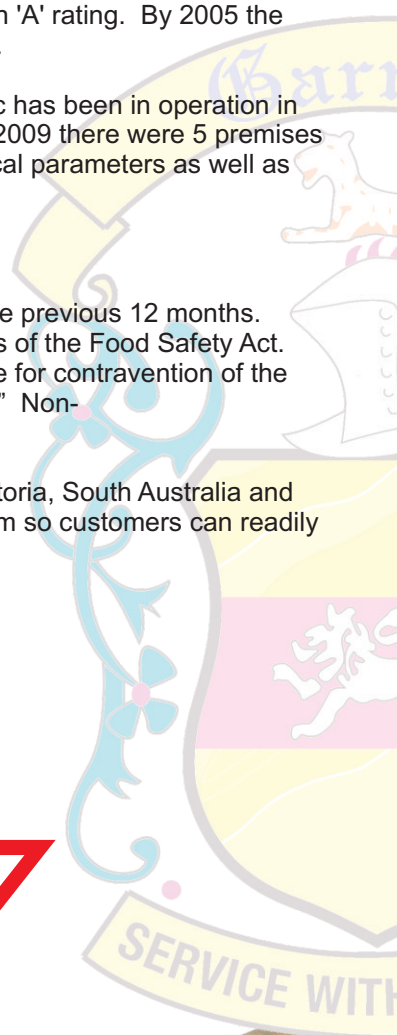 'A' rating. By 2005 the
has been in operation in
2009 there were 5 premises
parameters as well as
previous 12 months.
of the Food Safety Act.
for contravention of the
” Non-
South Australia and
so customers can readily
SERVICE WITH